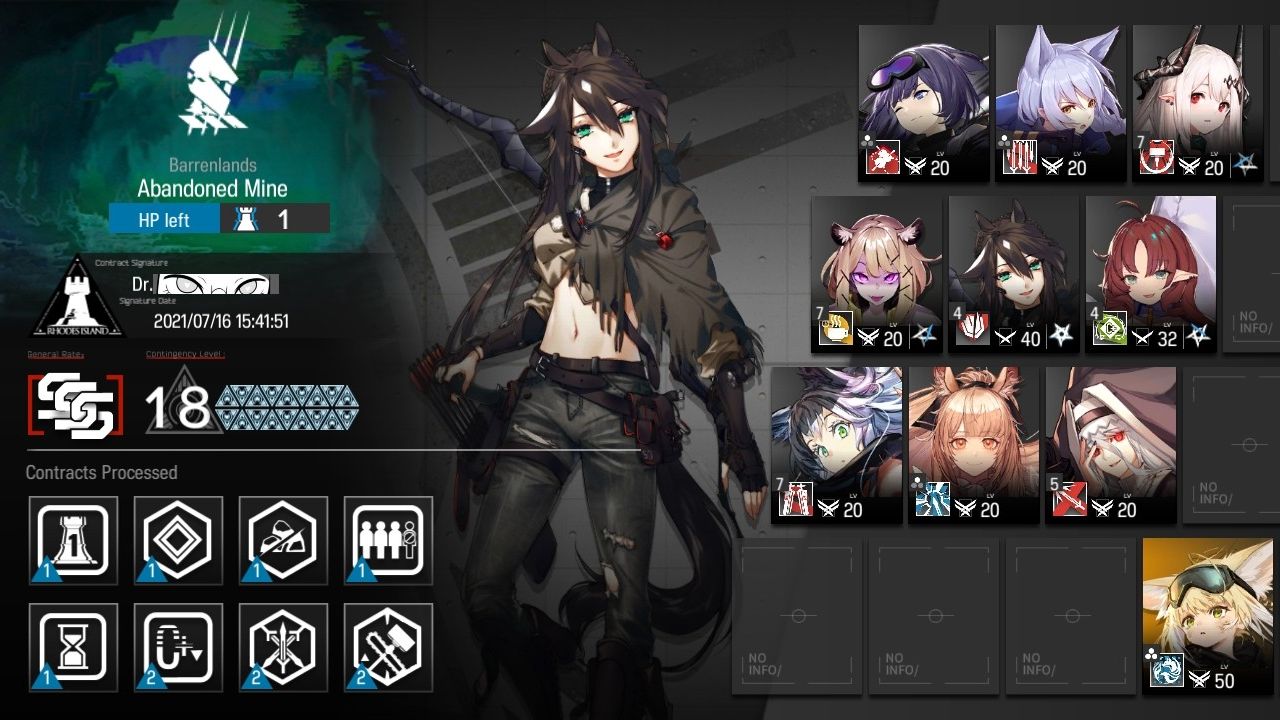 Barrenlands
Abandoned Mine
HP left 1
Contract Signature
Dr.
Signature Date
2021/07/16 15:41:51
RHODES ISLAND
General Rate:
Contingency Level:
18
Contracts Processed
1
1
1
1
1
1
2
2
2
LV
20
LV
20
7
LV
20
7
LV
20
4
LV
40
4
LV
32
NO
INFO/
7
LV
20
LV
20
5
LV
20
NO
INFO/
NO
INFO/
NO
INFO/
NO
INFO/
LV
50